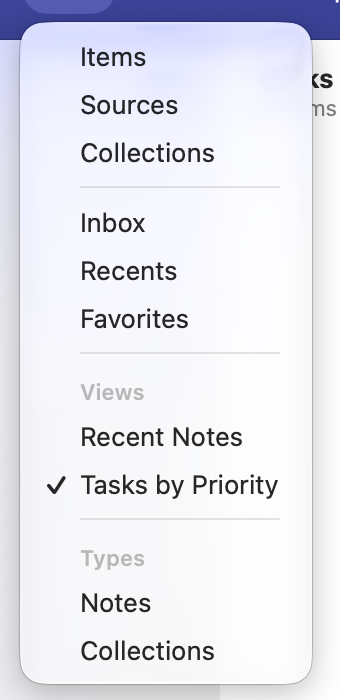 Items
Sources
Collections
Inbox
Recents
Favorites
Views
Recent Notes
Tasks by Priority
Types
Notes
Collections